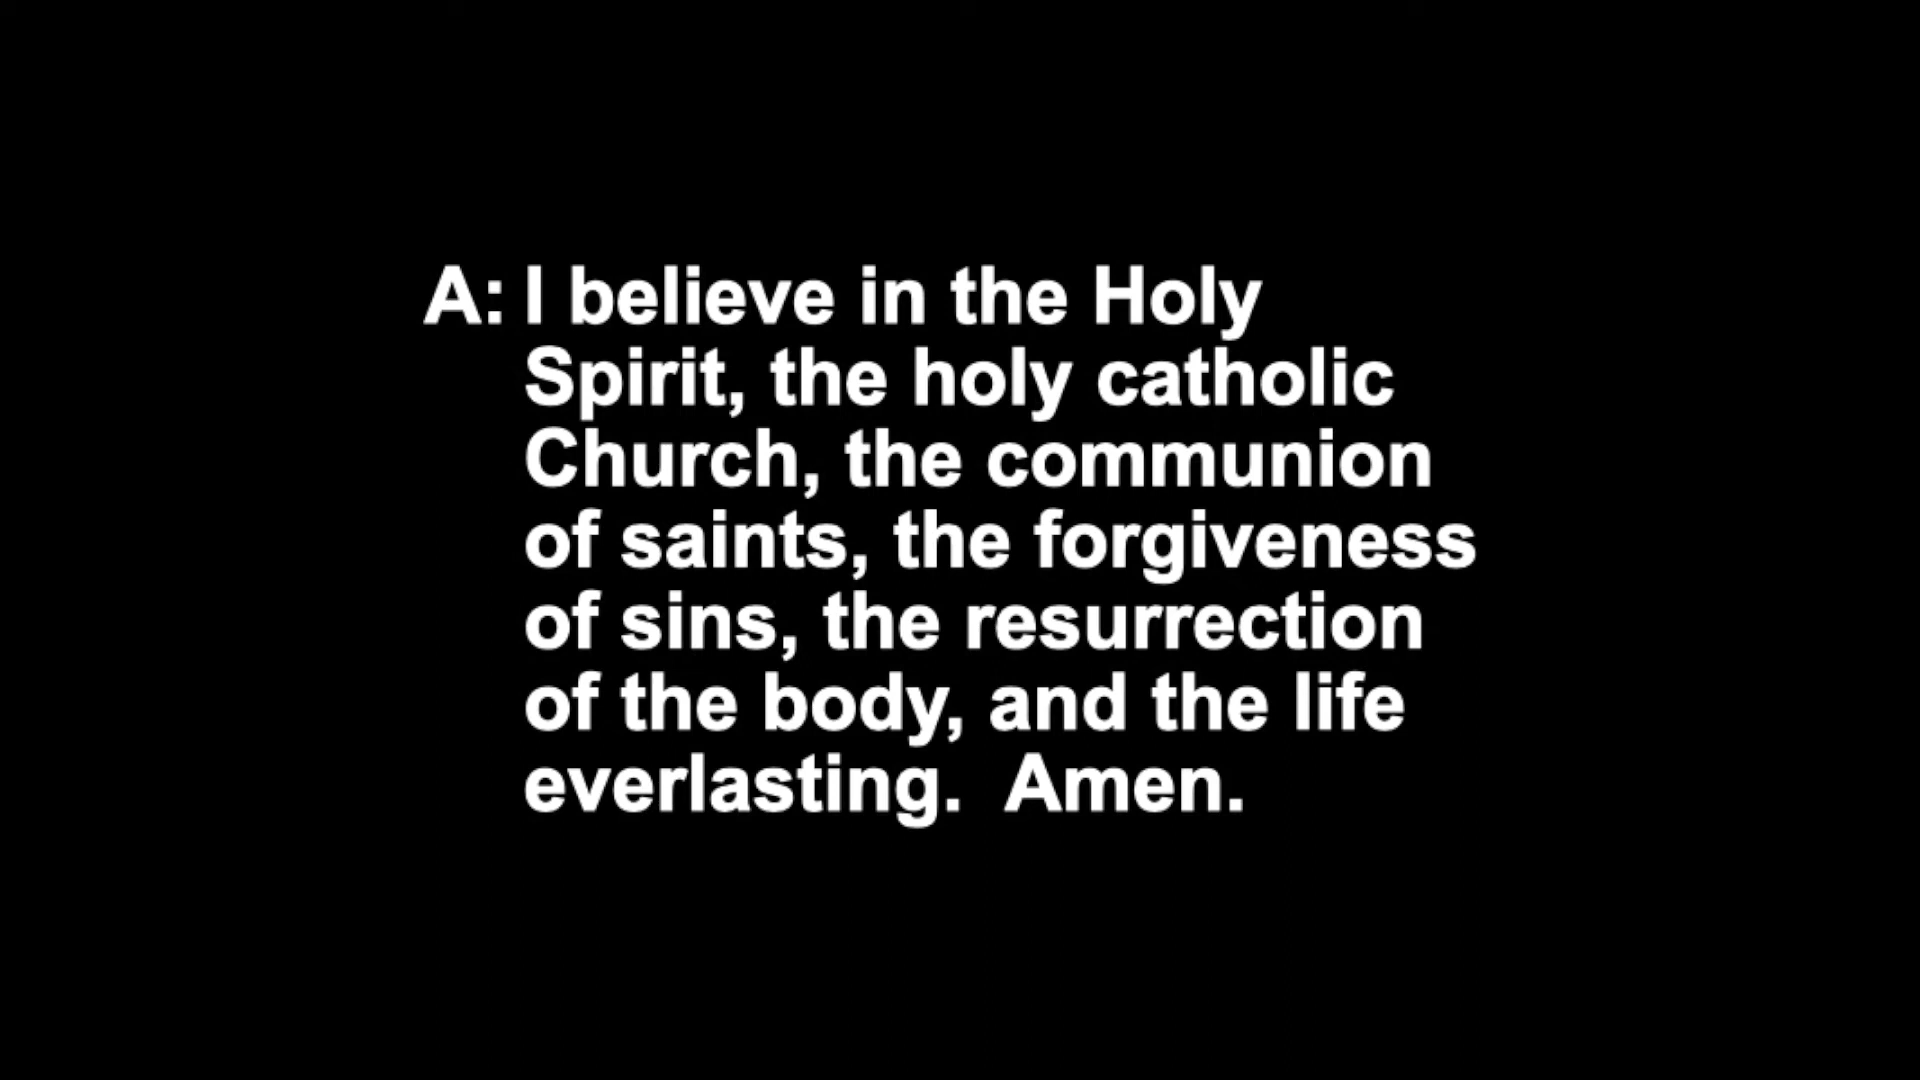 A: I believe in the Holy
Spirit, the holy catholic
Church, the communion
of saints, the forgiveness
of sins, the resurrection
of the body, and the life
everlasting.  Amen.